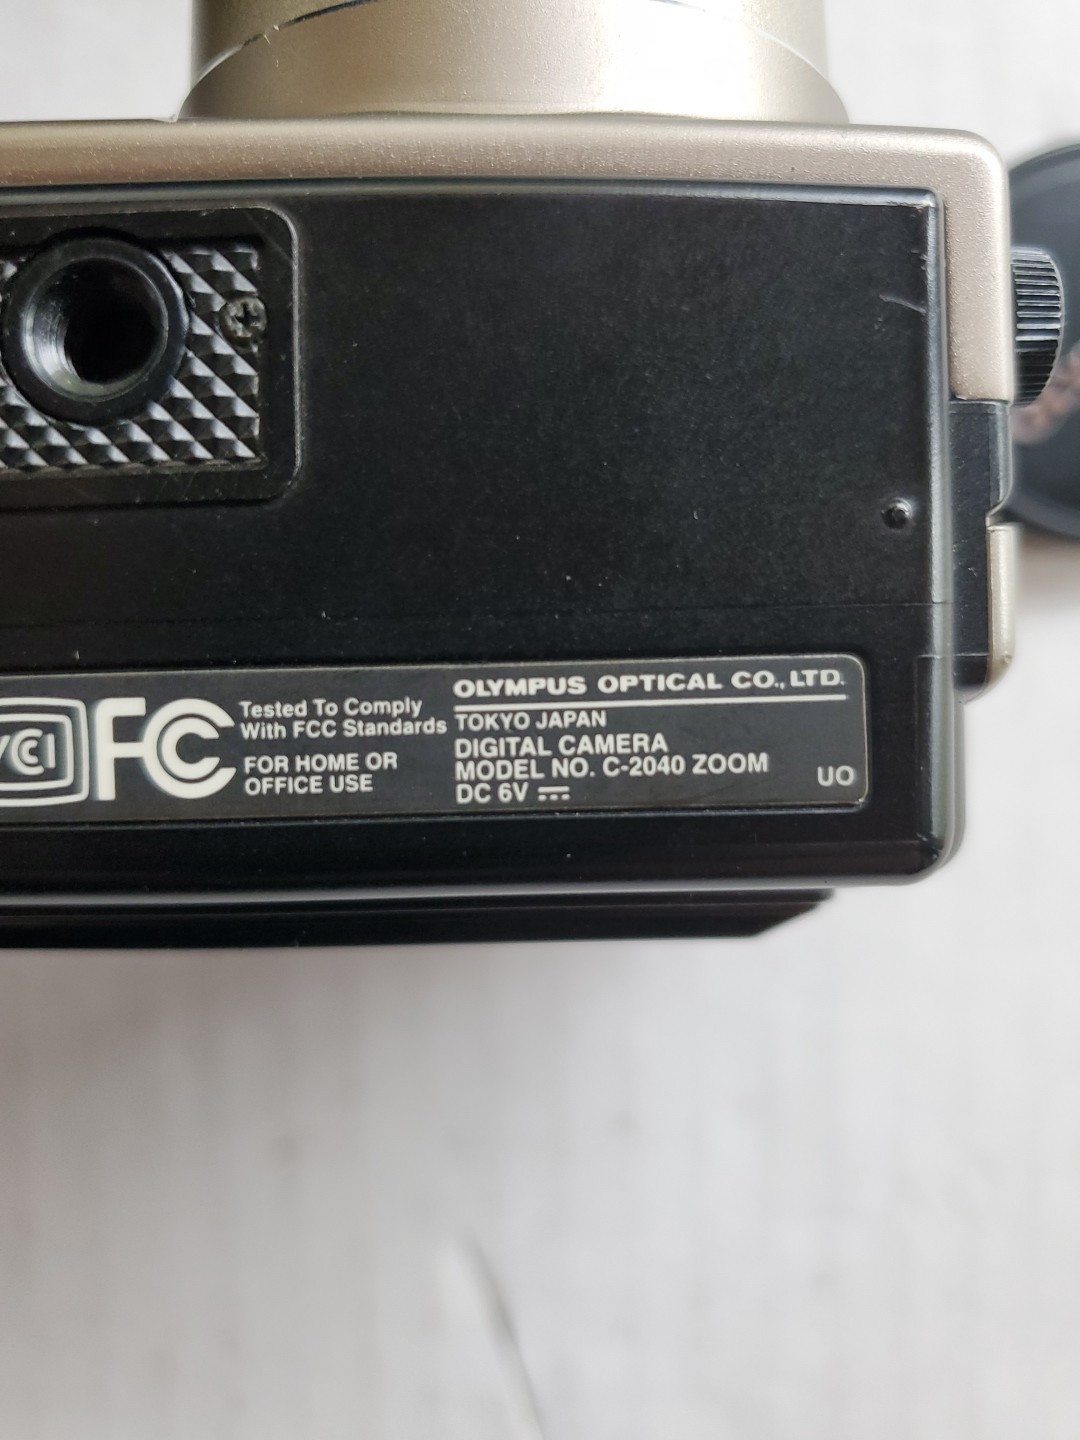 VCCI
FC
Tested To Comply
With FCC Standards
FOR HOME OR
OFFICE USE
OLYMPUS OPTICAL CO., LTD.
TOKYO JAPAN
DIGITAL CAMERA
MODEL NO. C-2040 ZOOM
DC 6V
UO